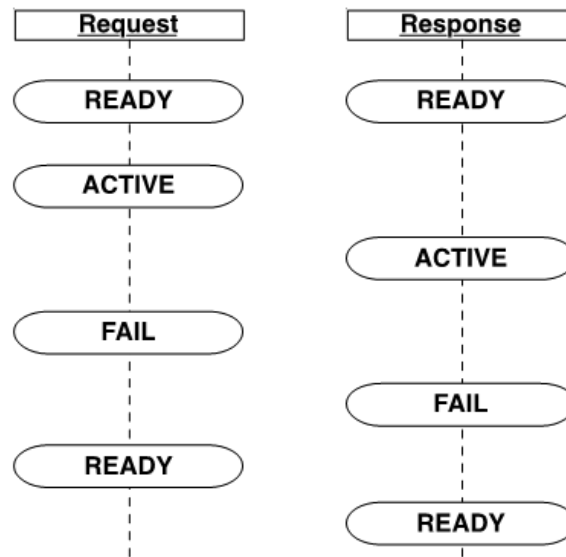 Request Response
READY READY
ACTIVE
ACTIVE
FAIL
FAIL
READY
READY